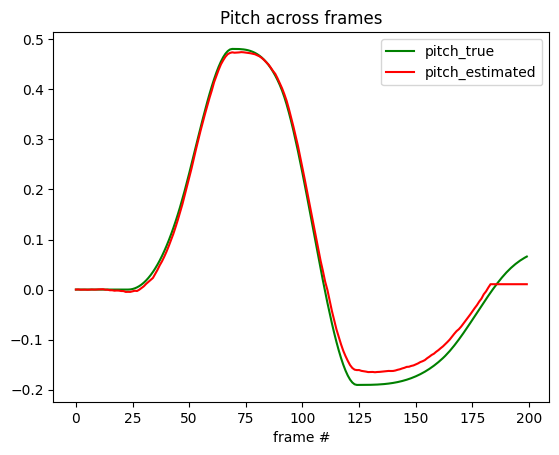 Pitch across frames
pitch_true
pitch_estimated
0.5
0.4
0.3
0.2
0.1
0.0
−0.1
−0.2
0 25 50 75 100 125 150 175 200
frame #